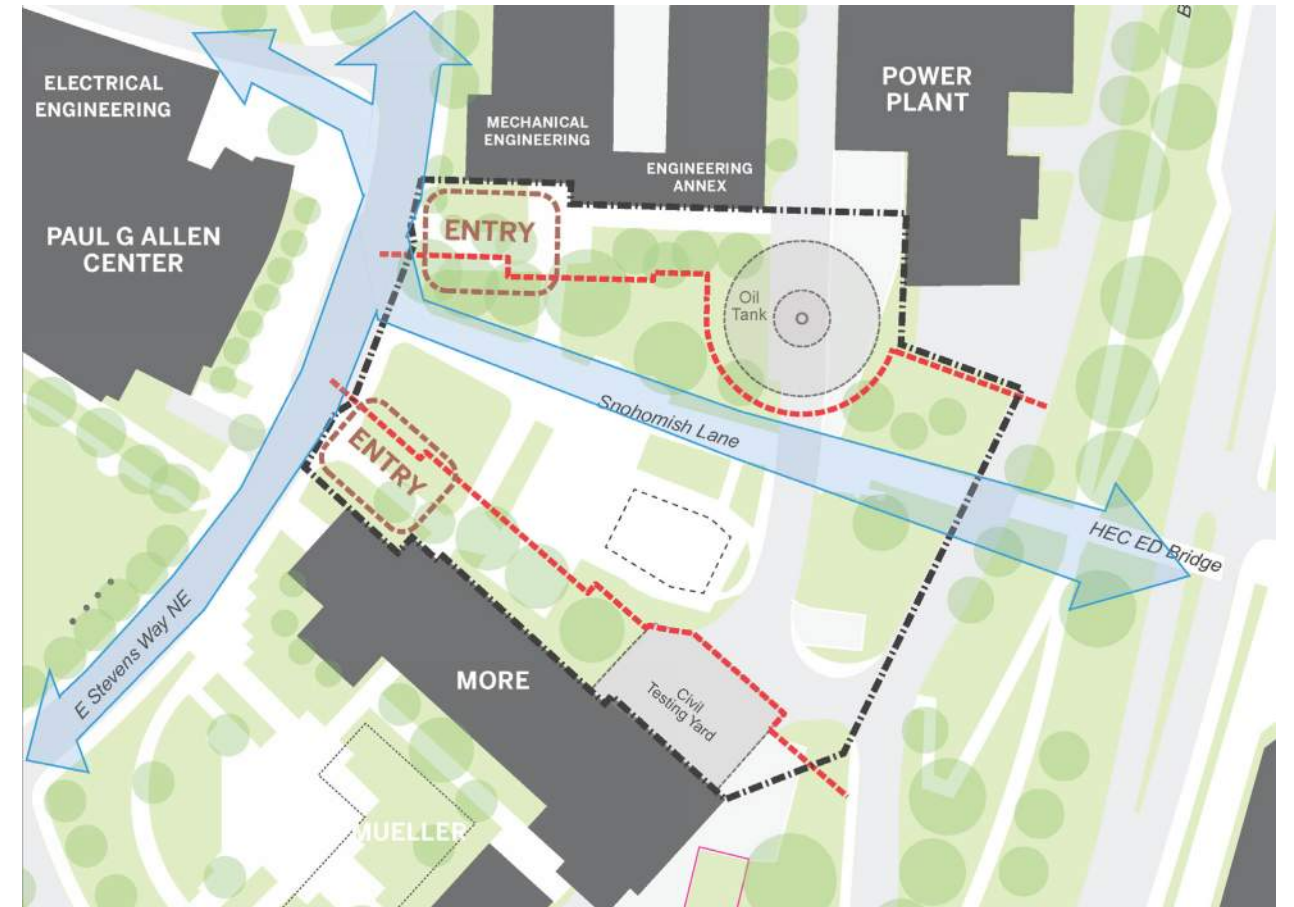 ELECTRICAL
ENGINEERING
PAUL G ALLEN
CENTER
MECHANICAL
ENGINEERING
ENGINEERING
ANNEX
POWER
PLANT
B
ENTRY
Oil
Tank
Snohomish Lane
ENTRY
HEC ED Bridge
E Stevens Way NE
MORE
Civil
Testing Yard
MUELLER